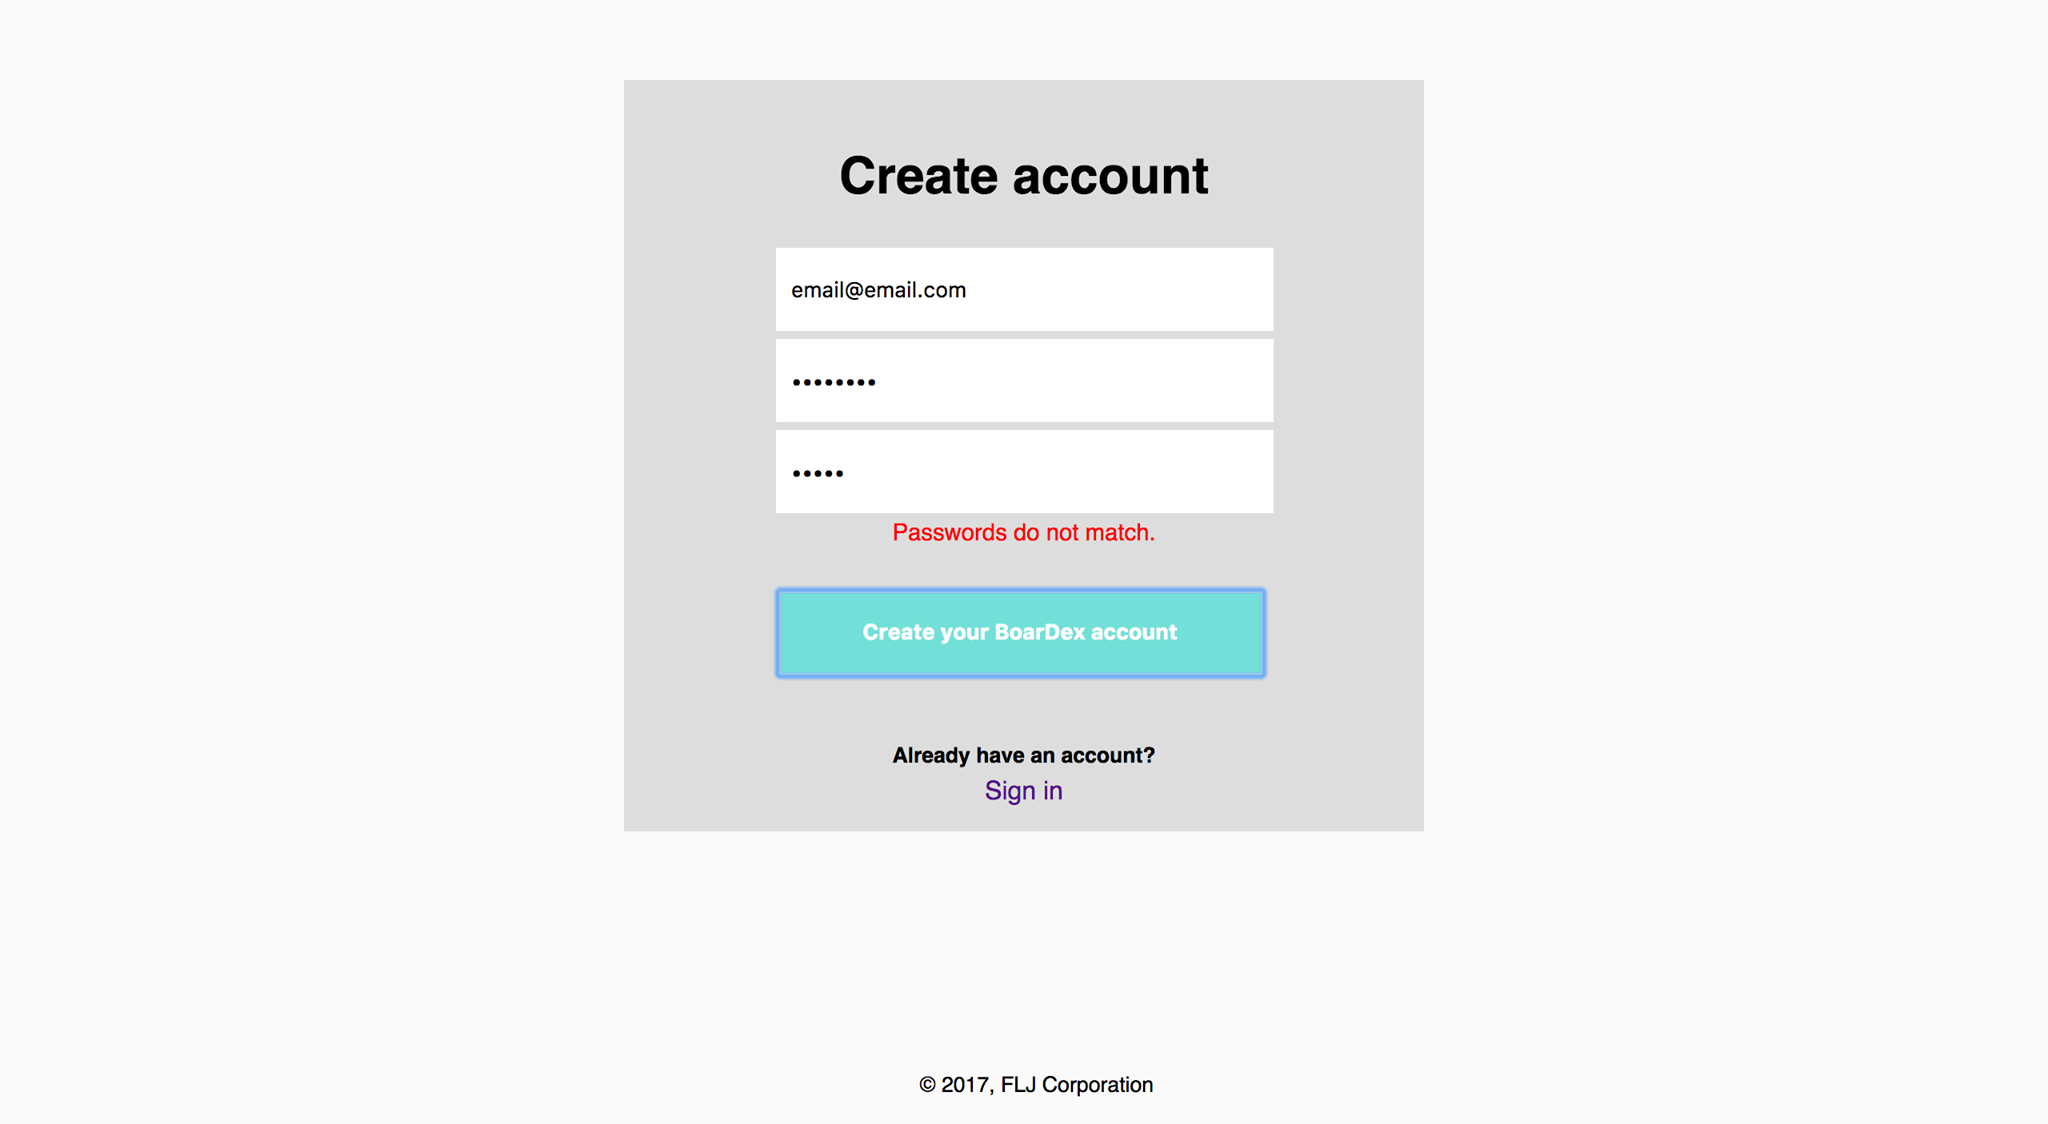 Create account
email@email.com
••••••••
•••••
Passwords do not match.
Create your BoarDex account
Already have an account?
Sign in
© 2017, FLJ Corporation